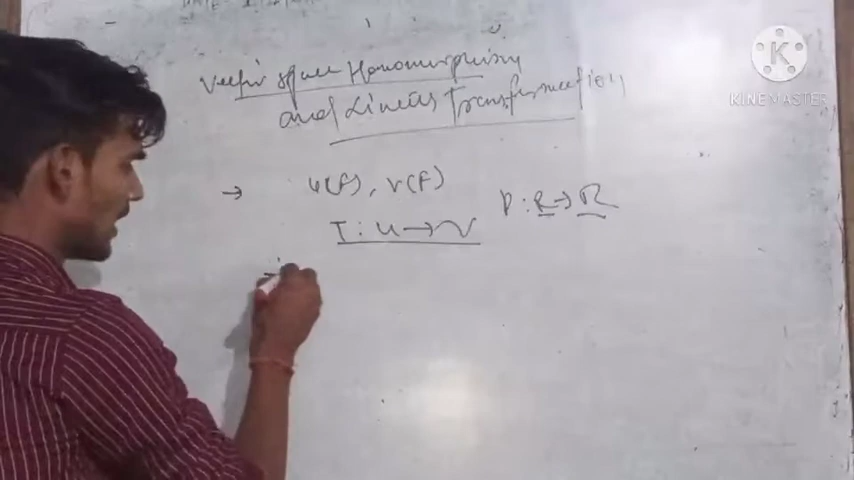 Vector space Homomorphism
and Linear Transformation
→ U(F), V(F)
T : U → V
f : R → R
K
KINEMASTER